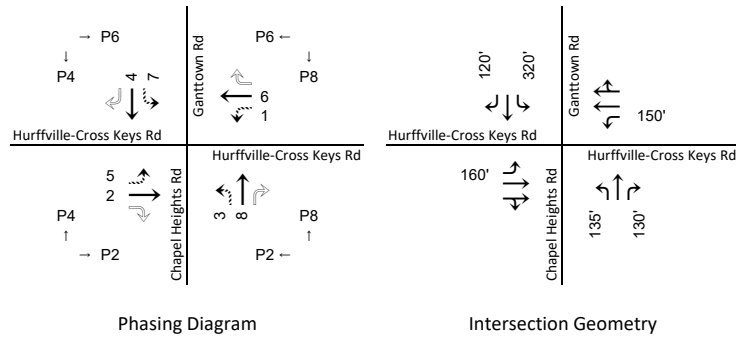 → P6
↓
P4
4
7
Ganttown Rd
P6 ←
↓
P8
6
1
Hurffville-Cross Keys Rd
Hurffville-Cross Keys Rd
5
2
Chapel Heights Rd
3
8
P4
↑
→ P2
P8
↑
P2 ←
Phasing Diagram
120'
320'
Ganttown Rd
150'
Hurffville-Cross Keys Rd
Hurffville-Cross Keys Rd
160'
Chapel Heights Rd
135'
130'
Intersection Geometry